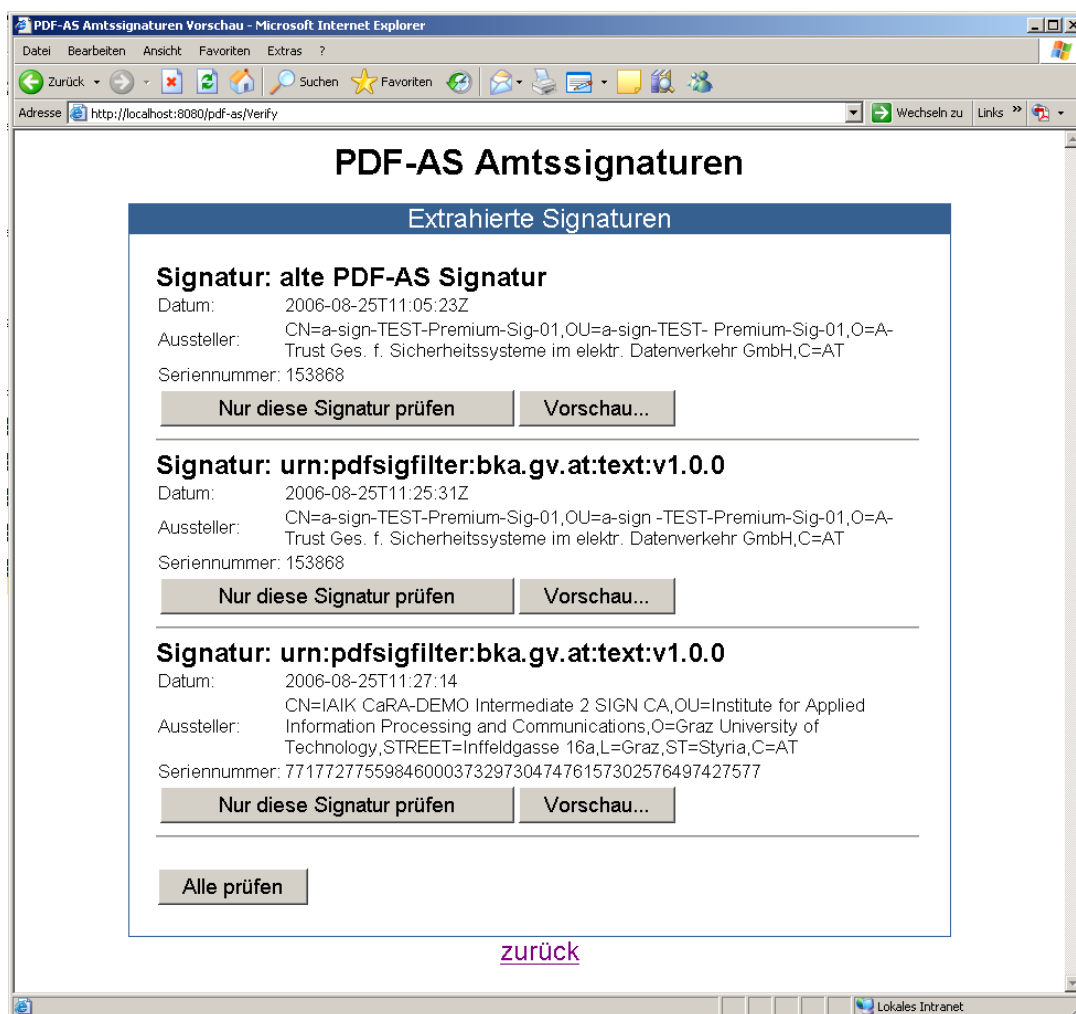 PDF-AS Amtssignaturen Vorschau - Microsoft Internet Explorer
Datei Bearbeiten Ansicht Favoriten Extras ?
Zurück Suchen Favoriten
Adresse http://localhost:8080/pdf-as/Verify Wechseln zu Links »
PDF-AS Amtssignaturen
Extrahierte Signaturen
Signatur: alte PDF-AS Signatur
Datum: 2006-08-25T11:05:23Z
Aussteller: CN=a-sign-TEST-Premium-Sig-01,OU=a-sign-TEST- Premium-Sig-01,O=A-
Trust Ges. f. Sicherheitssysteme im elektr. Datenverkehr GmbH,C=AT
Seriennummer: 153868
Nur diese Signatur prüfen Vorschau...
Signatur: urn:pdfsigfilter:bka.gv.at:text:v1.0.0
Datum: 2006-08-25T11:25:31Z
Aussteller: CN=a-sign-TEST-Premium-Sig-01,OU=a-sign -TEST-Premium-Sig-01,O=A-
Trust Ges. f. Sicherheitssysteme im elektr. Datenverkehr GmbH,C=AT
Seriennummer: 153868
Nur diese Signatur prüfen Vorschau...
Signatur: urn:pdfsigfilter:bka.gv.at:text:v1.0.0
Datum: 2006-08-25T11:27:14
CN=IAIK CaRA-DEMO Intermediate 2 SIGN CA,OU=Institute for Applied
Aussteller: Information Processing and Communications,O=Graz University of
Technology,STREET=Inffeldgasse 16a,L=Graz,ST=Styria,C=AT
Seriennummer: 771772775598460003732973047476157302576497427577
Nur diese Signatur prüfen Vorschau...
Alle prüfen
zurück
Lokales Intranet